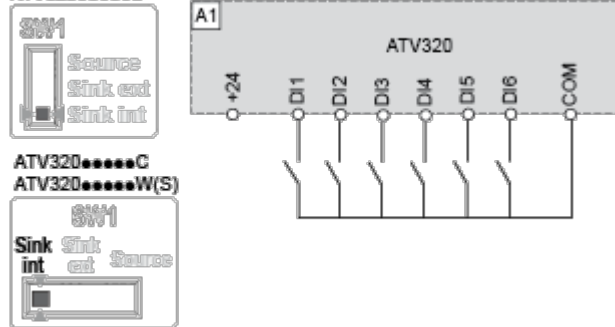 SW1
Source
Sink ext
Sink int
ATV320●●●●●C
ATV320●●●●●W(S)
SW1
Sink int
Sink ext
Source
A1
ATV320
+24
DI1
DI2
DI3
DI4
DI5
DI6
COM